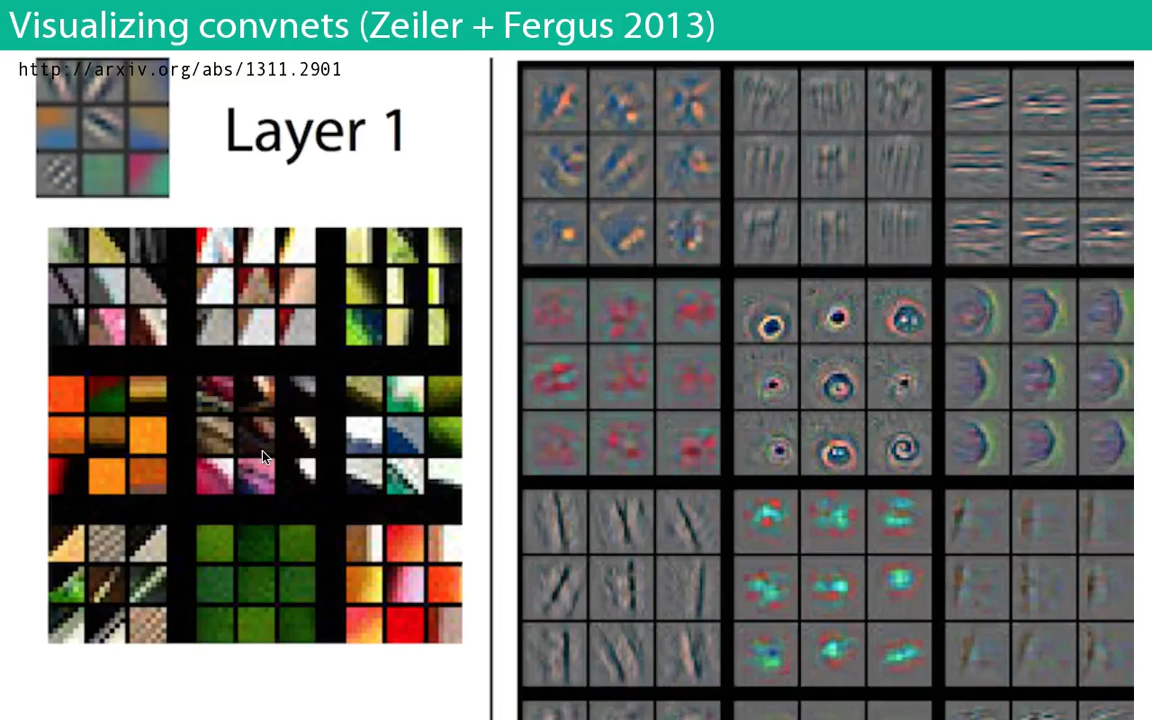 Visualizing convnets (Zeiler + Fergus 2013)
http://arxiv.org/abs/1311.2901
Layer 1